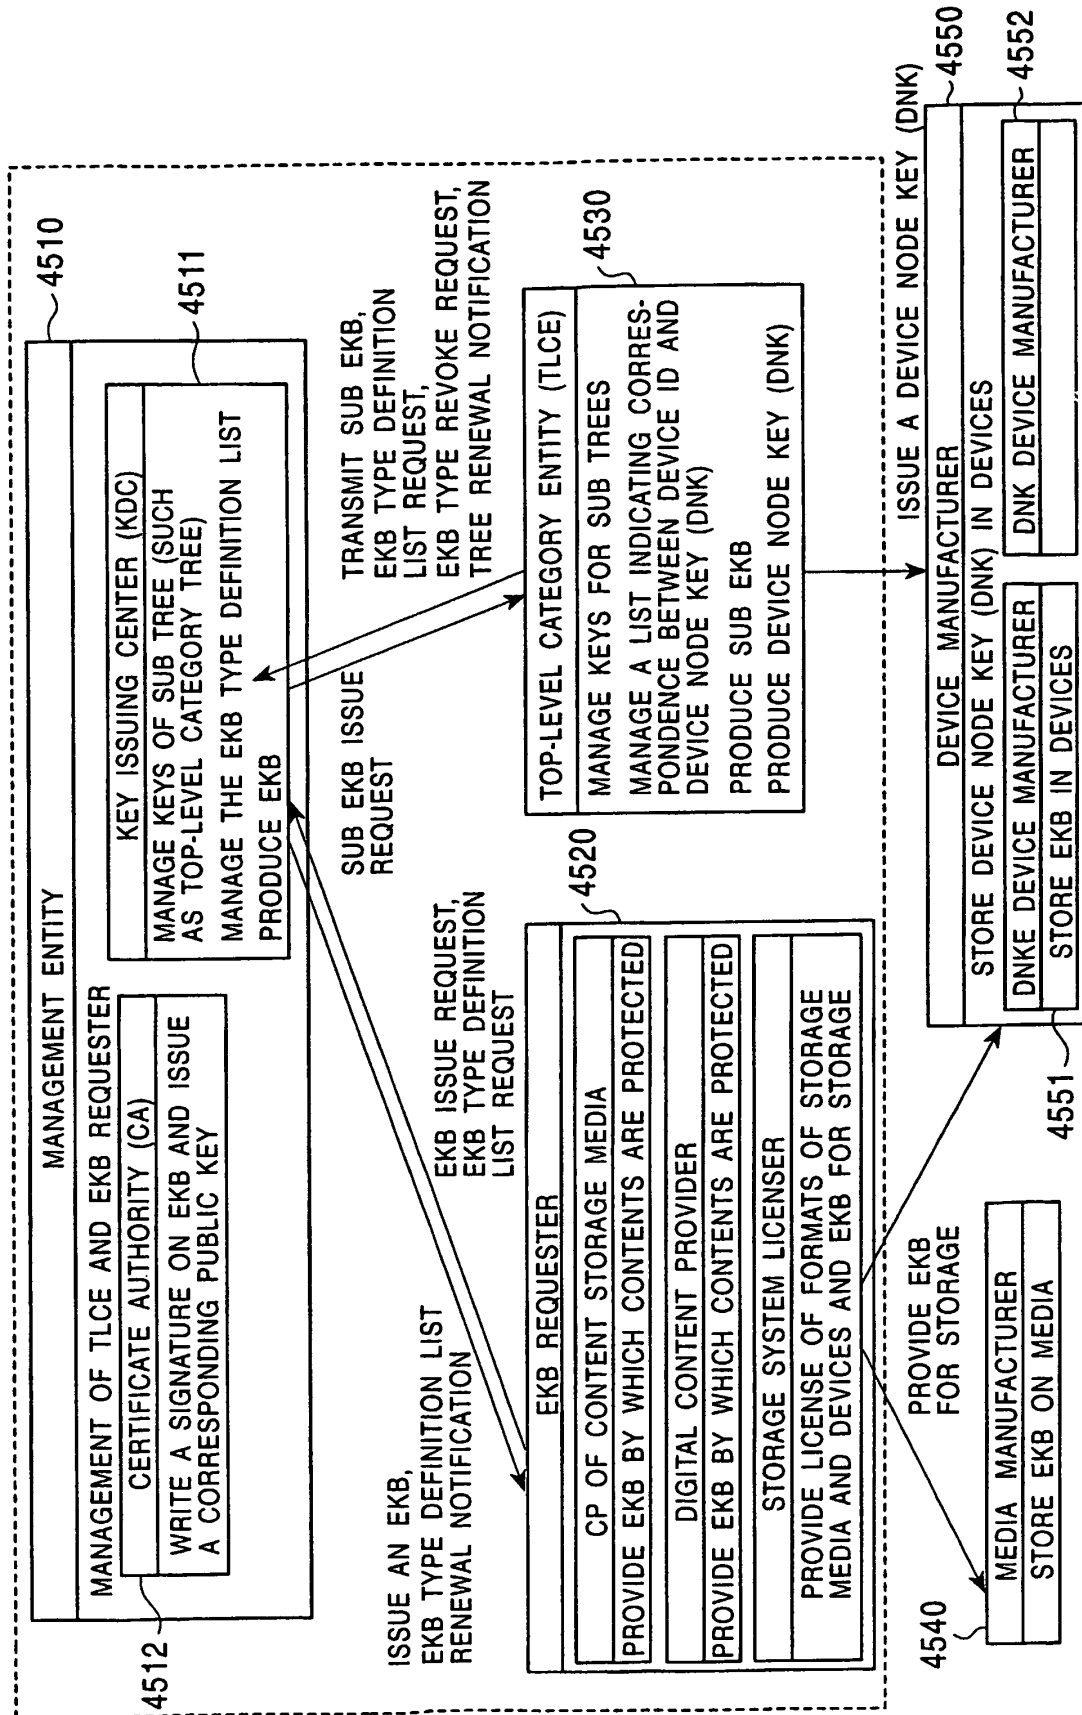 MANAGEMENT ENTITY
4510
MANAGEMENT OF TLCE AND EKB REQUESTER
4512
CERTIFICATE AUTHORITY (CA)
WRITE A SIGNATURE ON EKB AND ISSUE
A CORRESPONDING PUBLIC KEY
KEY ISSUING CENTER (KDC)
4511
MANAGE KEYS OF SUB TREE (SUCH
AS TOP-LEVEL CATEGORY TREE)
MANAGE THE EKB TYPE DEFINITION LIST
PRODUCE EKB
ISSUE AN EKB,
EKB TYPE DEFINITION LIST
RENEWAL NOTIFICATION
EKB ISSUE REQUEST,
EKB TYPE DEFINITION
LIST REQUEST
SUB EKB ISSUE
REQUEST
TRANSMIT SUB EKB,
EKB TYPE DEFINITION
LIST REQUEST,
EKB TYPE REVOKE REQUEST,
TREE RENEWAL NOTIFICATION
EKB REQUESTER
4520
CP OF CONTENT STORAGE MEDIA
PROVIDE EKB BY WHICH CONTENTS ARE PROTECTED
DIGITAL CONTENT PROVIDER
PROVIDE EKB BY WHICH CONTENTS ARE PROTECTED
STORAGE SYSTEM LICENSER
PROVIDE LICENSE OF FORMATS OF STORAGE
MEDIA AND DEVICES AND EKB FOR STORAGE
TOP-LEVEL CATEGORY ENTITY (TLCE)
4530
MANAGE KEYS FOR SUB TREES
MANAGE A LIST INDICATING CORRES-
PONDENCE BETWEEN DEVICE ID AND
DEVICE NODE KEY (DNK)
PRODUCE SUB EKB
PRODUCE DEVICE NODE KEY (DNK)
PROVIDE EKB
FOR STORAGE
ISSUE A DEVICE NODE KEY (DNK)
4540
MEDIA MANUFACTURER
STORE EKB ON MEDIA
DEVICE MANUFACTURER
4550
STORE DEVICE NODE KEY (DNK) IN DEVICES
4551
DNKE DEVICE MANUFACTURER
STORE EKB IN DEVICES
DNK DEVICE MANUFACTURER
4552